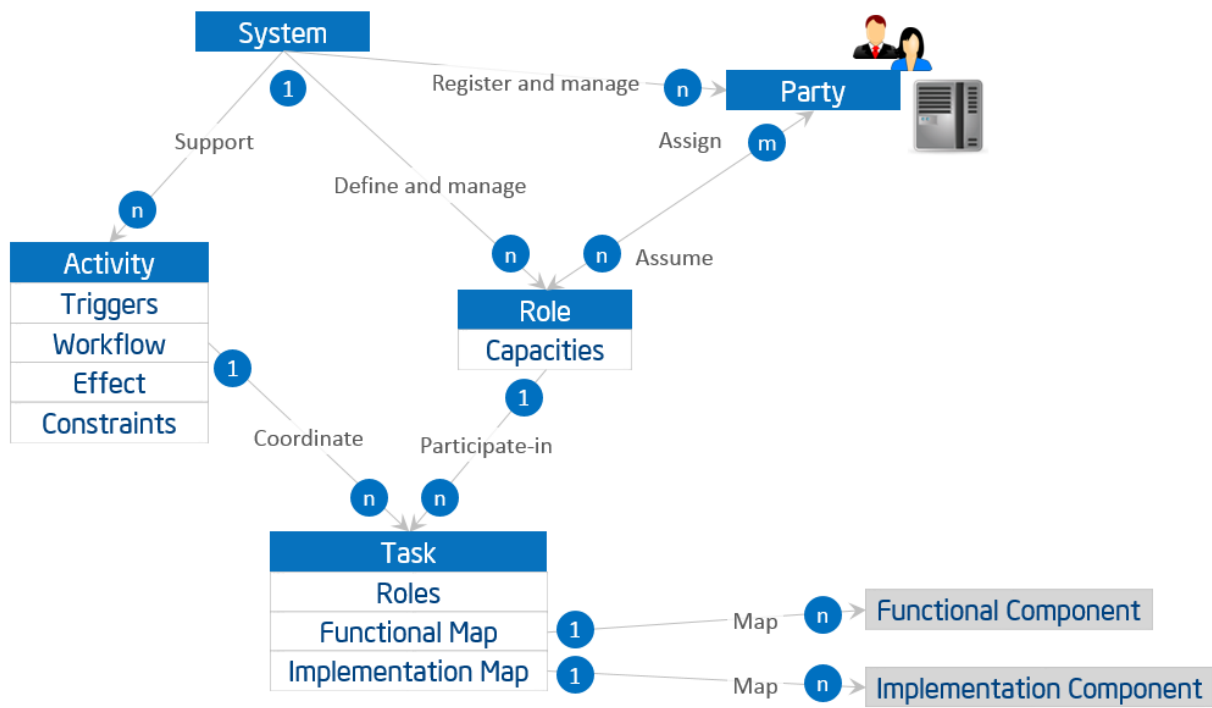 System
1
Register and manage
n
Party
Support
Assign
m
Define and manage
n
n
n
Assume
Activity
Triggers
Workflow
Effect
Constraints
Role
Capacities
1
1
Coordinate
Participate-in
n
n
Task
Roles
Functional Map
Implementation Map
1
Map
n
Functional Component
1
Map
n
Implementation Component